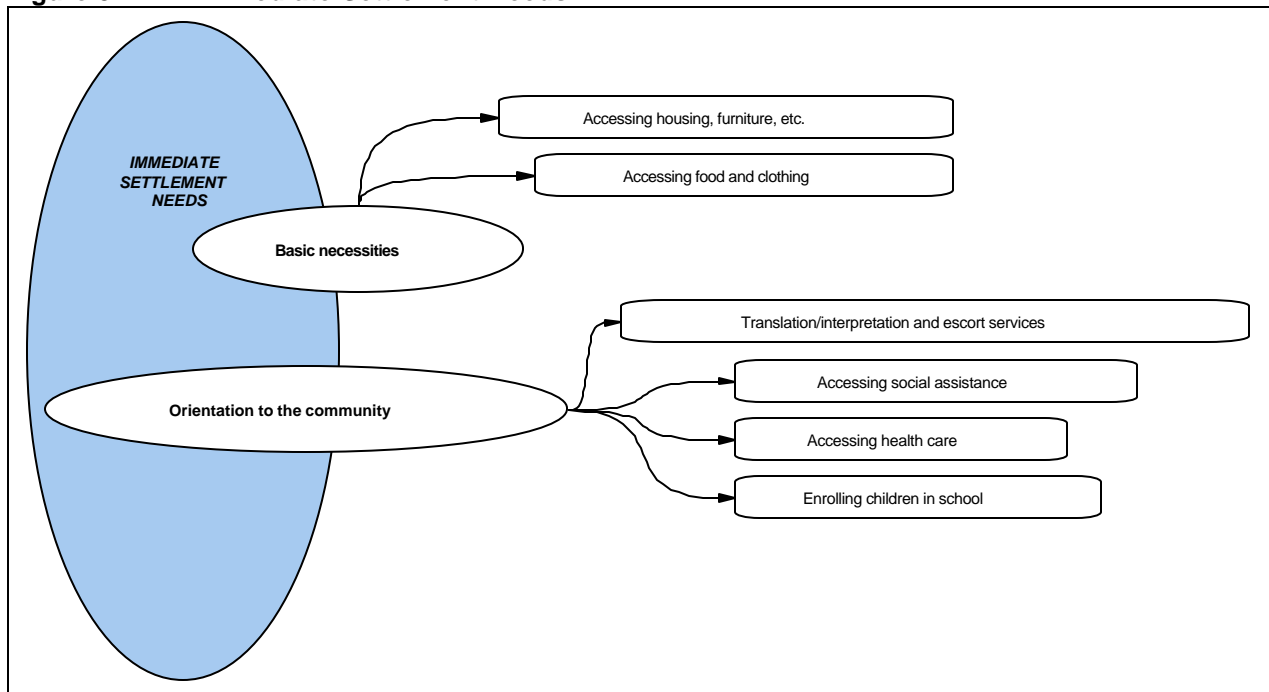 IMMEDIATE
SETTLEMENT
NEEDS
Accessing housing, furniture, etc.
Accessing food and clothing
Basic necessities
Translation/interpretation and escort services
Accessing social assistance
Orientation to the community
Accessing health care
Enrolling children in school